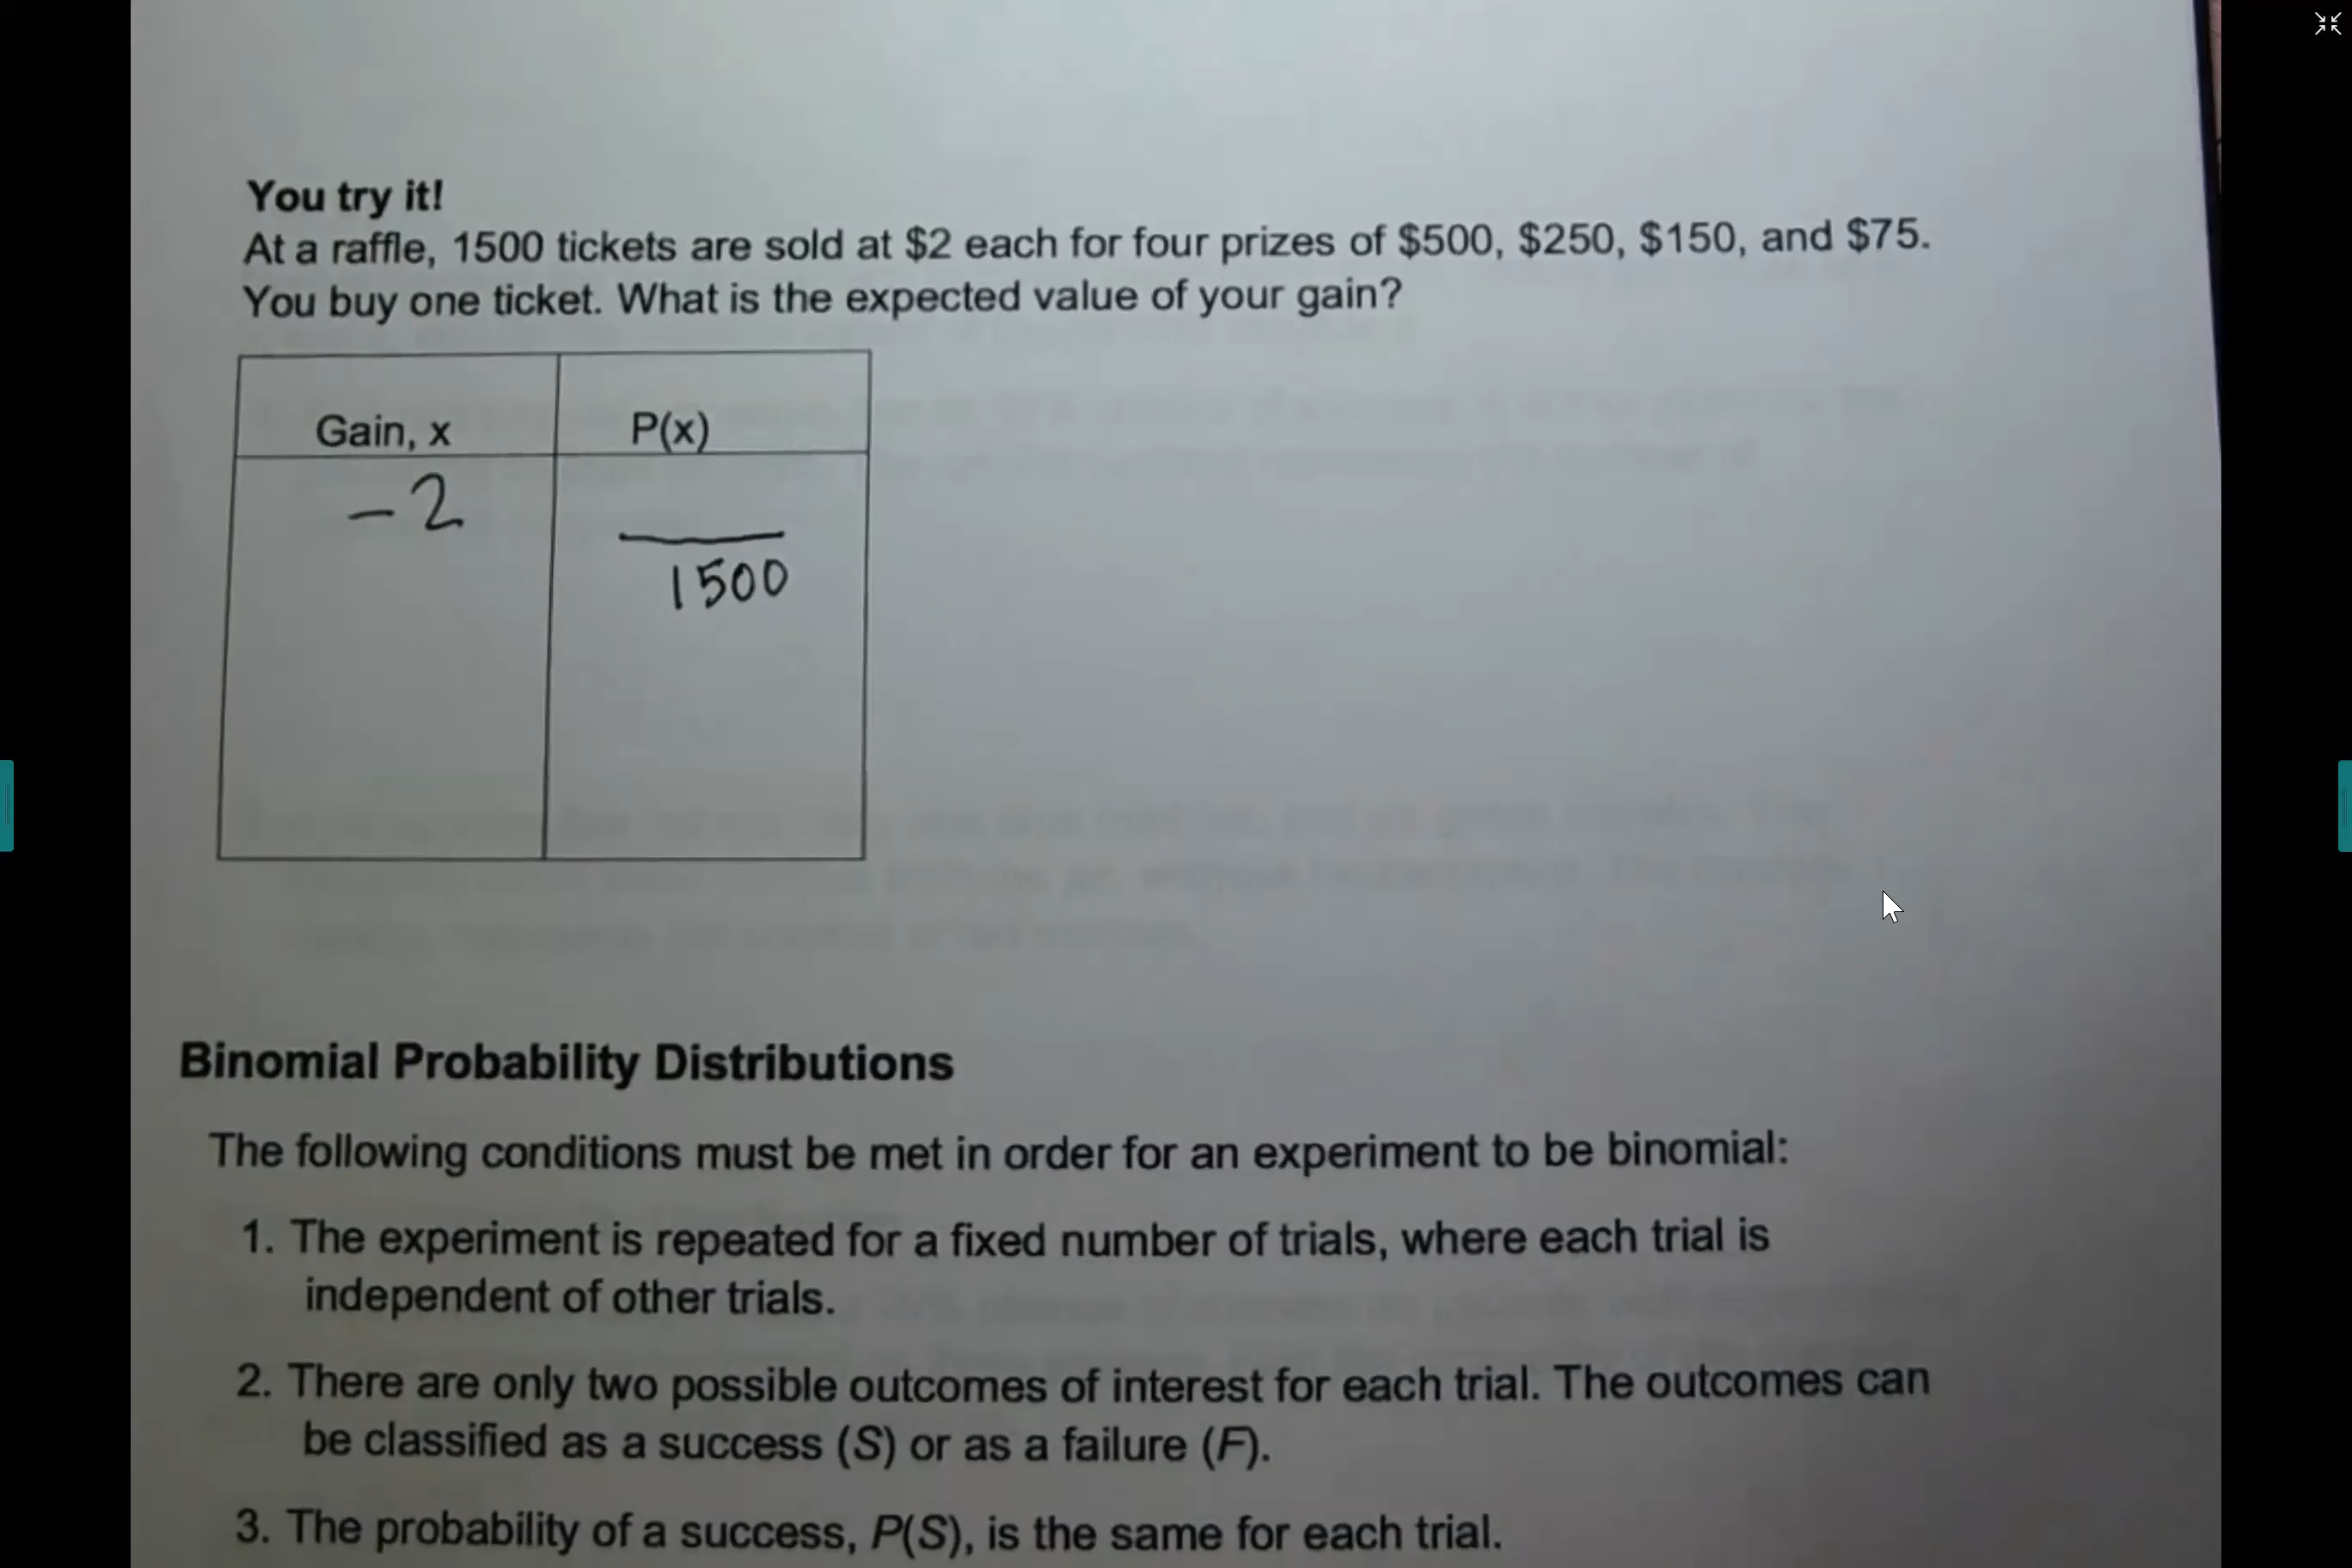 You try it!
At a raffle, 1500 tickets are sold at $2 each for four prizes of $500, $250, $150, and $75.
You buy one ticket. What is the expected value of your gain?
Gain, x P(x)
-2
1500
Binomial Probability Distributions
The following conditions must be met in order for an experiment to be binomial:
1. The experiment is repeated for a fixed number of trials, where each trial is
independent of other trials.
2. There are only two possible outcomes of interest for each trial. The outcomes can
be classified as a success (S) or as a failure (F).
3. The probability of a success, P(S), is the same for each trial.